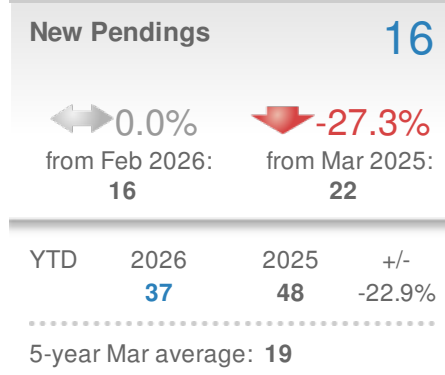 New Pendings 16
0.0% -27.3%
from Feb 2026: from Mar 2025:
16 22
YTD 2026 2025 +/-
37 48 -22.9%
5-year Mar average: 19